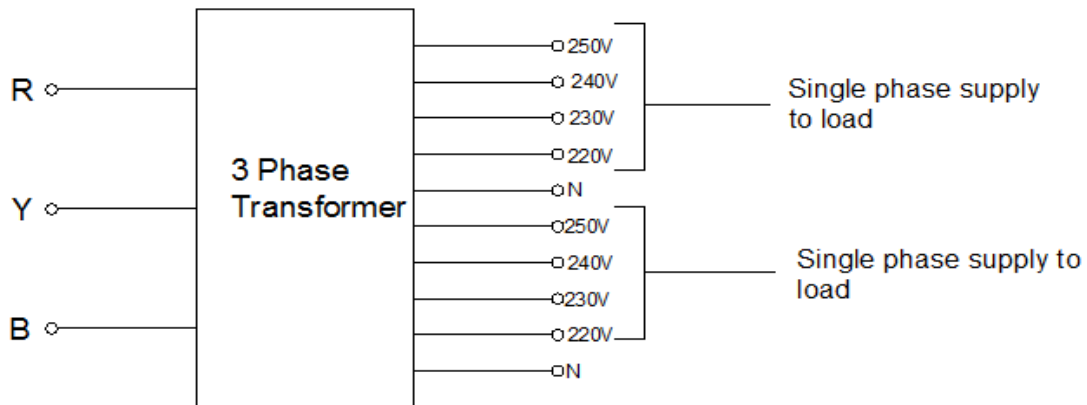 R
Y
B
3 Phase
Transformer
250V
240V
230V
220V
N
250V
240V
230V
220V
N
Single phase supply
to load
Single phase supply to
load